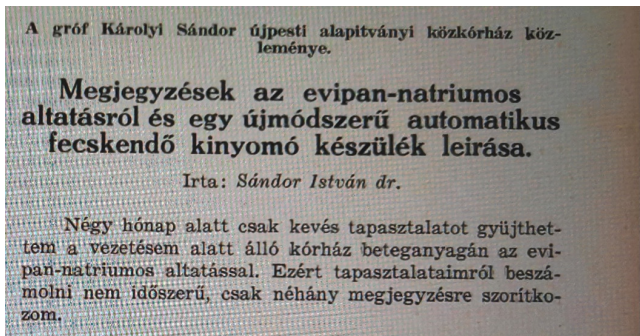 A gróf Károlyi Sándor újpesti alapitványi közkórház köz-
leménye.
Megjegyzések az evipan-natriumos
altatásról és egy újmódszerű automatikus
fecskendő kinyomó készülék leirása.
Irta: Sándor István dr.
Négy hónap alatt csak kevés tapasztalatot gyüjthet-
tem a vezetésem alatt álló kórház beteganyagán az evi-
pan-natriumos altatással. Ezért tapasztalataimról beszá-
molni nem időszerű, csak néhány megjegyzésre szorítko-
zom.